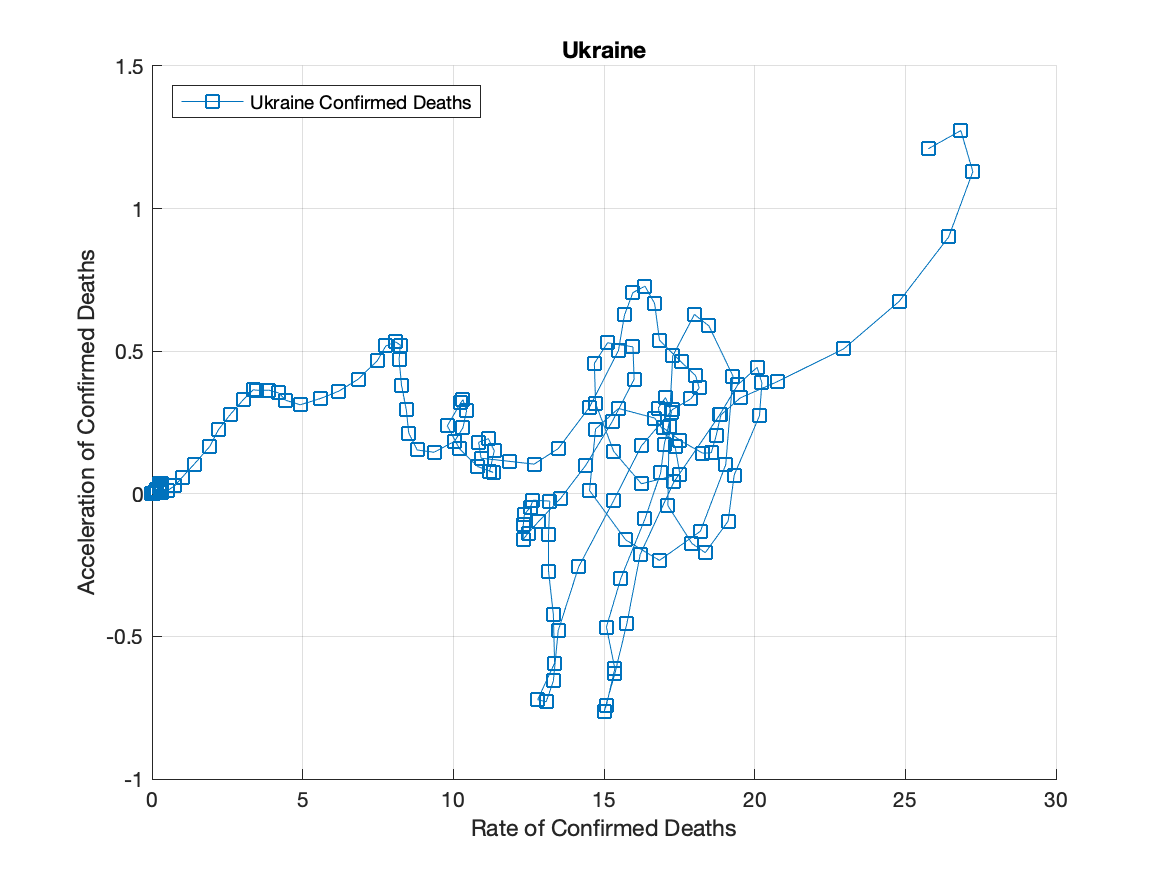 Ukraine
1.5
Ukraine Confirmed Deaths
1
0.5
0
-0.5
-1
Acceleration of Confirmed Deaths
0 5 10 15 20 25 30
Rate of Confirmed Deaths